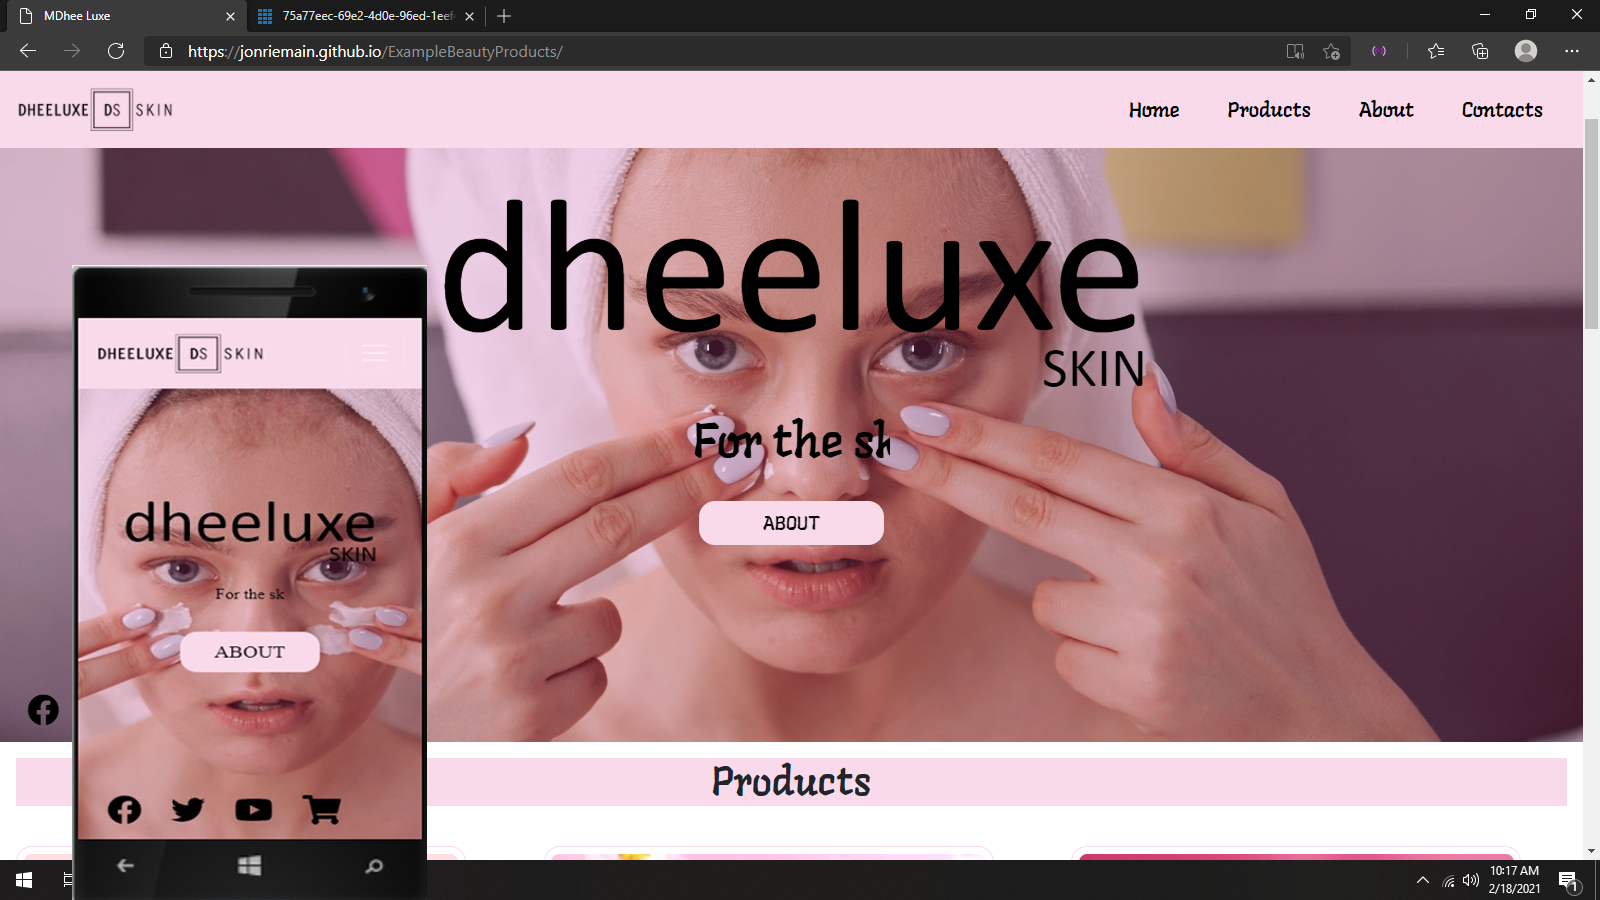 MDhee Luxe
75a77eec-69e2-4d0e-96ed-1eef
https://jonriemain.github.io/ExampleBeautyProducts/
DHEELUXE DS SKIN
Home Products About Contacts
dheeluxe
SKIN
For the sk
ABOUT
DHEELUXE DS SKIN
dheeluxe
SKIN
For the sk
ABOUT
Products
10:17 AM
2/18/2021
1